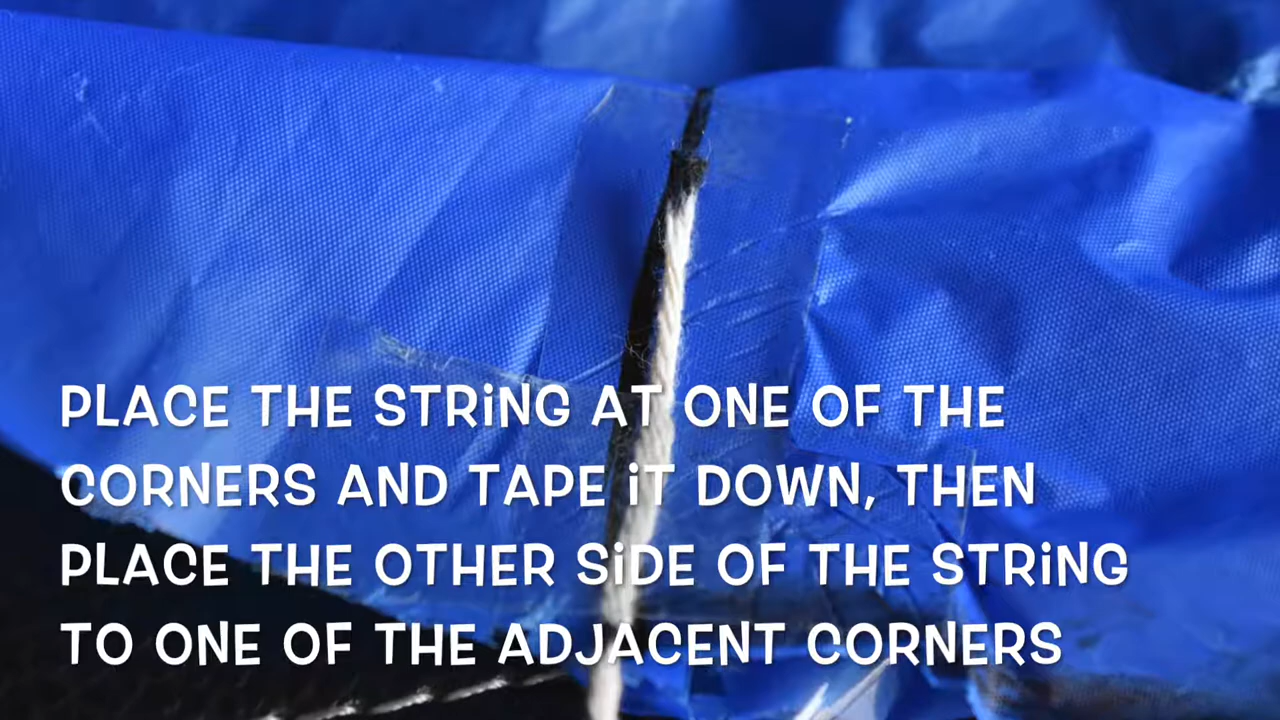 PLACE THE STRiNG AT ONE OF THE
CORNERS AND TAPE iT DOWN, THEN
PLACE THE OTHER SiDE OF THE STRiNG
TO ONE OF THE ADJACENT CORNERS